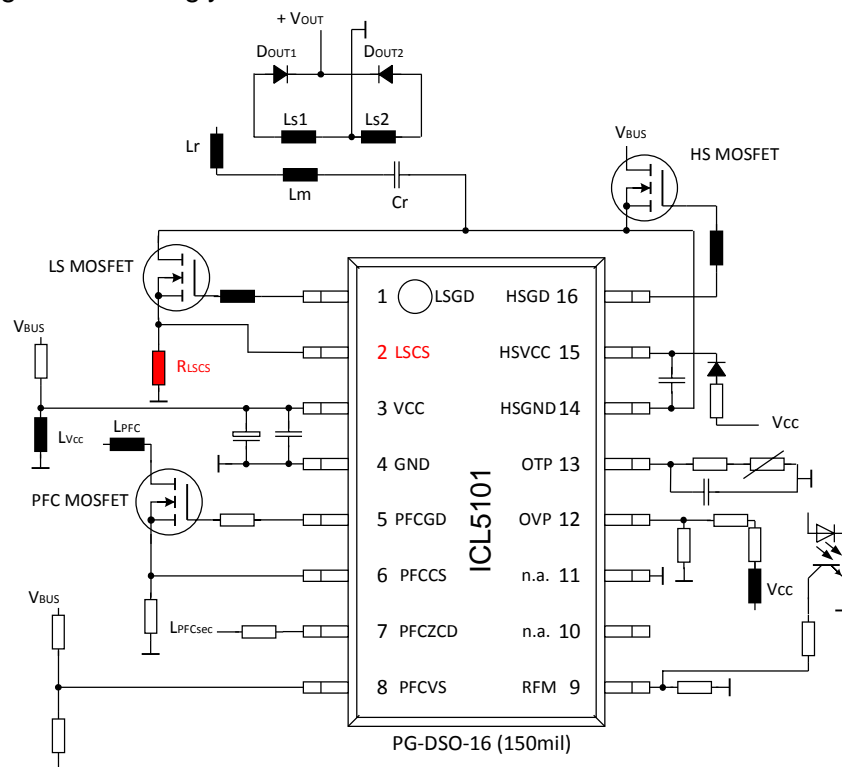 + VOUT
DOUT1
DOUT2
Ls1
Ls2
Lr
Lm
Cr
VBUS
HS MOSFET
LS MOSFET
1
LSGD
HSGD
16
VBUS
RLSCS
2
LSCS
HSVCC
15
3
VCC
HSGND
14
LVcc
LPFC
Vcc
4
GND
OTP
13
PFC MOSFET
5
PFCGD
OVP
12
ICL5101
6
PFCCS
n.a.
11
Vcc
VBUS
LPFCsec
7
PFCZCD
n.a.
10
8
PFCVS
RFM
9
PG-DSO-16 (150mil)